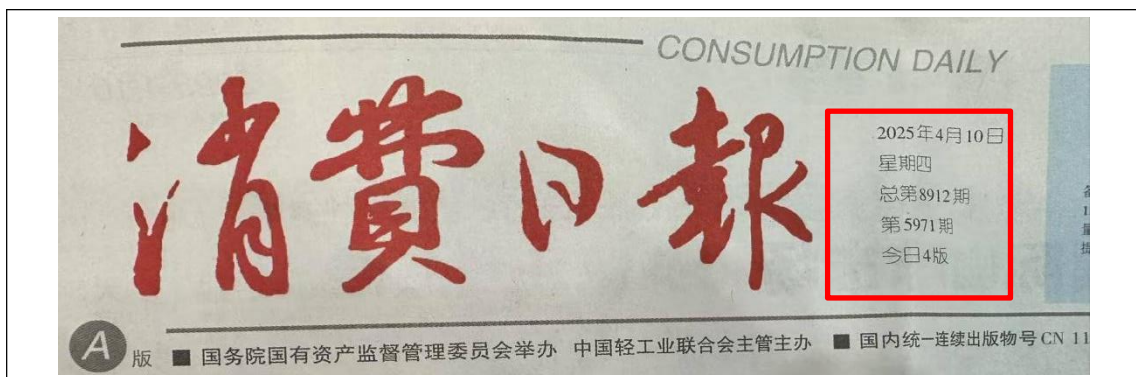 CONSUMPTION DAILY
消費日報
2025年4月10日
星期四
总第8912期
第5971期
今日4版
A版 ■ 国务院国有资产监督管理委员会举办 中国轻工业联合会主管主办 ■ 国内统一连续出版物号 CN 11